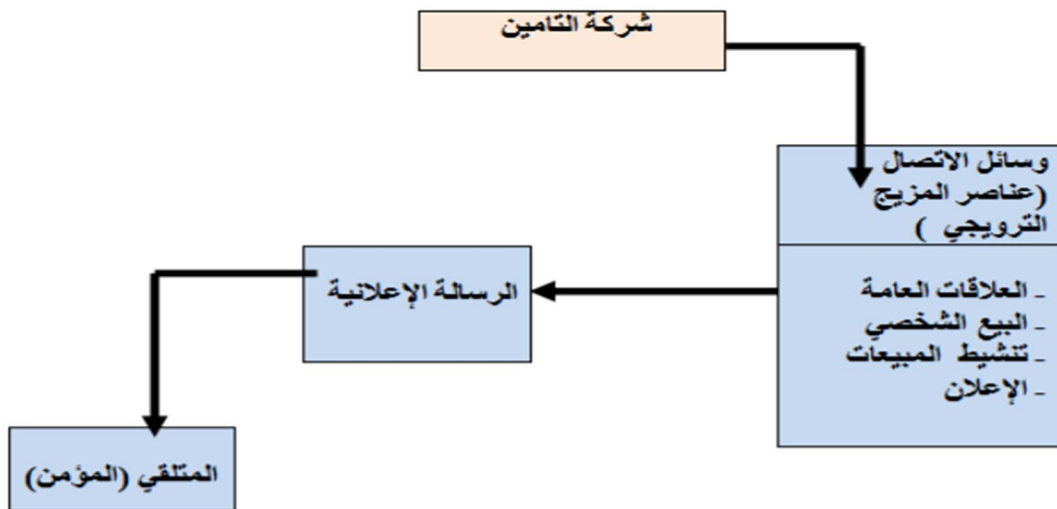 شركة التامين
وسائل الاتصال
(عناصر المزيج
الترويجي )
- العلاقات العامة
- البيع الشخصي
- تنشيط المبيعات
- الإعلان
الرسالة الإعلانية
المتلقي (المؤمن)